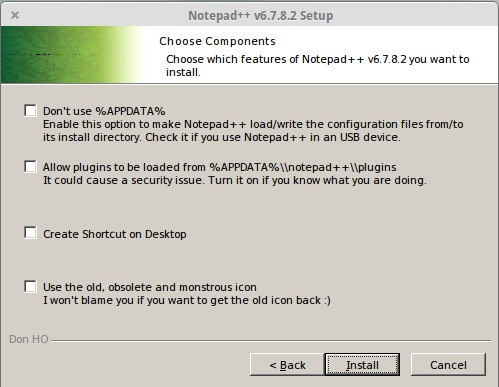 Notepad++ v6.7.8.2 Setup
Choose Components
Choose which features of Notepad++ v6.7.8.2 you want to
install.
Don't use %APPDATA%
Enable this option to make Notepad++ load/write the configuration files from/to
its install directory. Check it if you use Notepad++ in an USB device.
Allow plugins to be loaded from %APPDATA%\\notepad++\\plugins
It could cause a security issue. Turn it on if you know what you are doing.
Create Shortcut on Desktop
Use the old, obsolete and monstrous icon
I won't blame you if you want to get the old icon back :)
Don HO
< Back
Install
Cancel